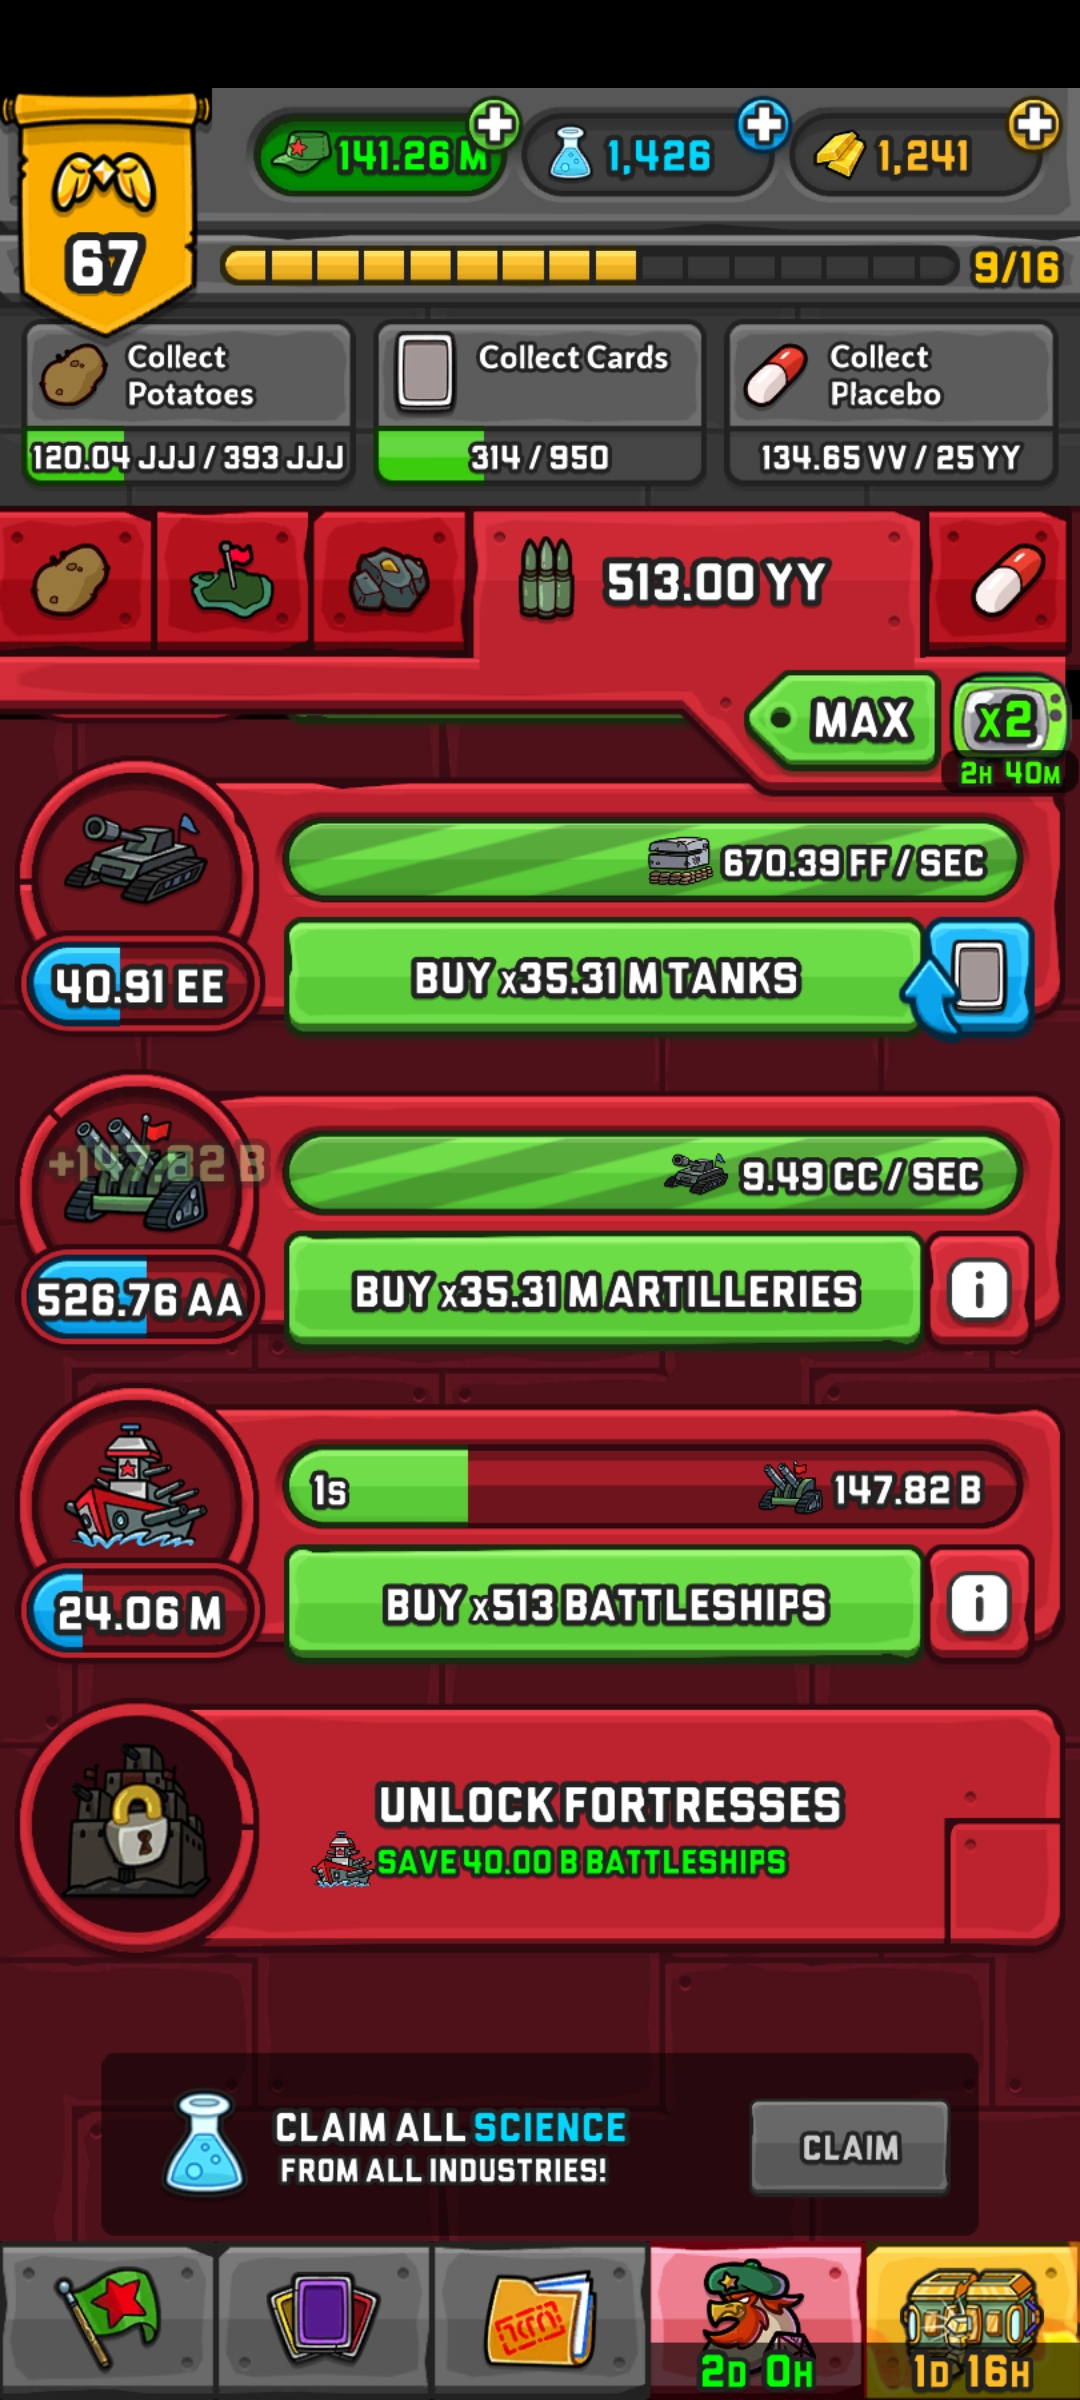 141.26 M
1,426
1,241
67
9/16
Collect
Potatoes
120.04 JJJ / 393 JJJ
Collect Cards
314 / 950
Collect
Placebo
134.65 VV / 25 YY
513.00 YY
MAX
x2
2H 40M
670.39 FF / SEC
40.91 EE
BUY x35.31 M TANKS
+147.82 B
9.49 CC / SEC
526.76 AA
BUY x35.31 M ARTILLERIES
i
1s
147.82 B
24.06 M
BUY x513 BATTLESHIPS
i
UNLOCK FORTRESSES
SAVE 40.00 B BATTLESHIPS
CLAIM ALL SCIENCE
FROM ALL INDUSTRIES!
CLAIM
2D 0H
1D 16H